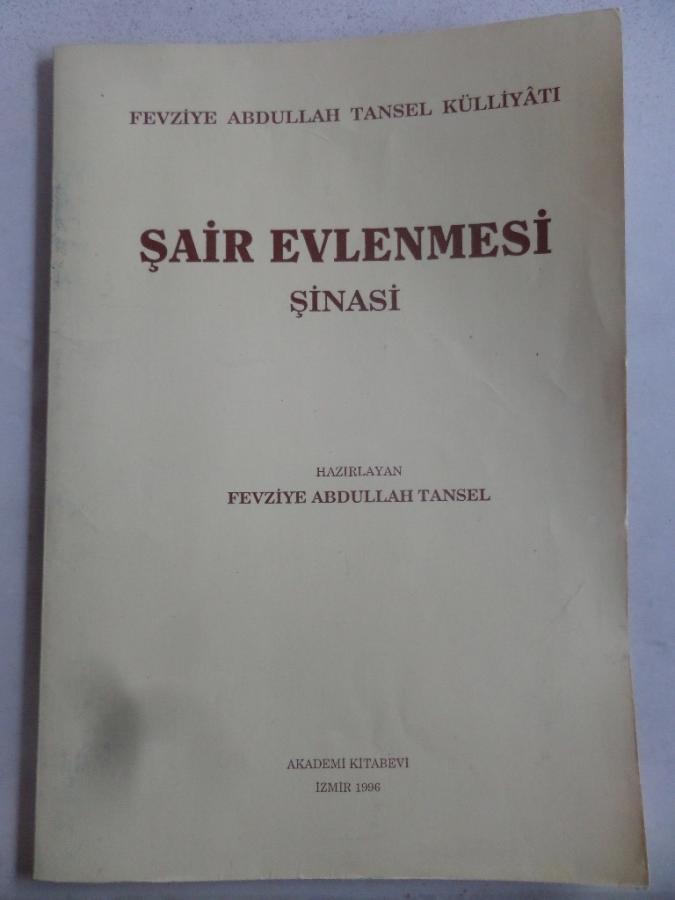 FEVZİYE ABDULLAH TANSEL KÜLLİYÂTI
ŞAİR EVLENMESİ
ŞİNASİ
HAZIRLAYAN
FEVZİYE ABDULLAH TANSEL
AKADEMİ KİTABEVİ
İZMİR 1996